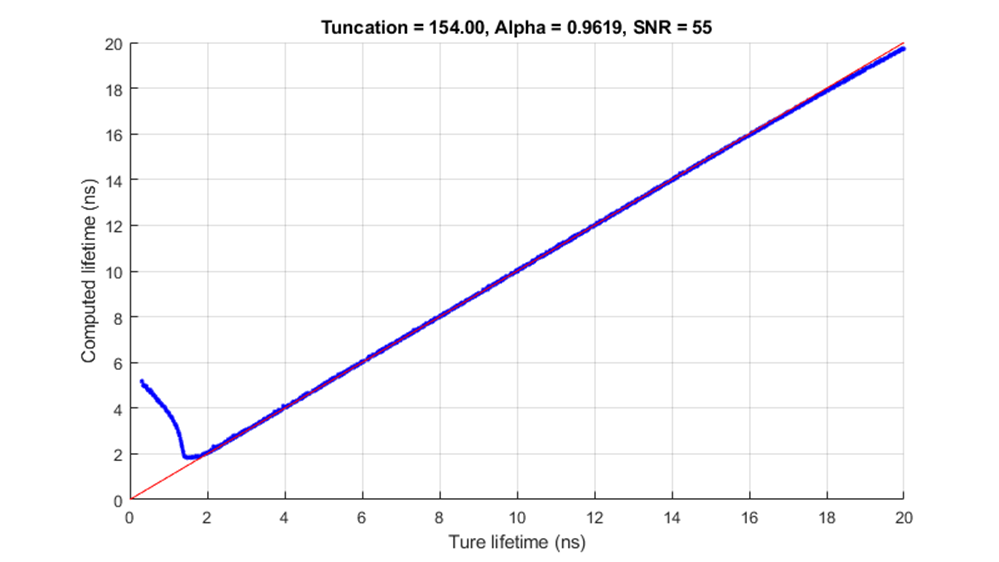 Tuncation = 154.00, Alpha = 0.9619, SNR = 55
Computed lifetime (ns)
20
18
16
14
12
10
8
6
4
2
0
0 2 4 6 8 10 12 14 16 18 20
Ture lifetime (ns)